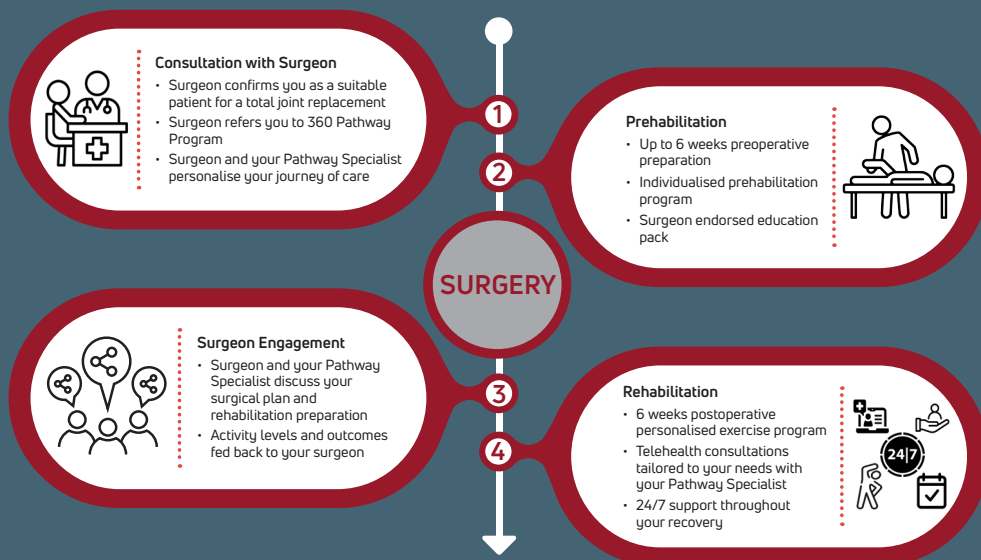 Consultation with Surgeon
• Surgeon confirms you as a suitable
patient for a total joint replacement
• Surgeon refers you to 360 Pathway
Program
• Surgeon and your Pathway Specialist
personalise your journey of care
1
2
Prehabilitation
• Up to 6 weeks preoperative
preparation
• Individualised prehabilitation
program
• Surgeon endorsed education
pack
SURGERY
Surgeon Engagement
• Surgeon and your Pathway
Specialist discuss your
surgical plan and
rehabilitation preparation
• Activity levels and outcomes
fed back to your surgeon
3
4
Rehabilitation
• 6 weeks postoperative
personalised exercise program
• Telehealth consultations
tailored to your needs with
your Pathway Specialist
• 24/7 support throughout
your recovery
24|7